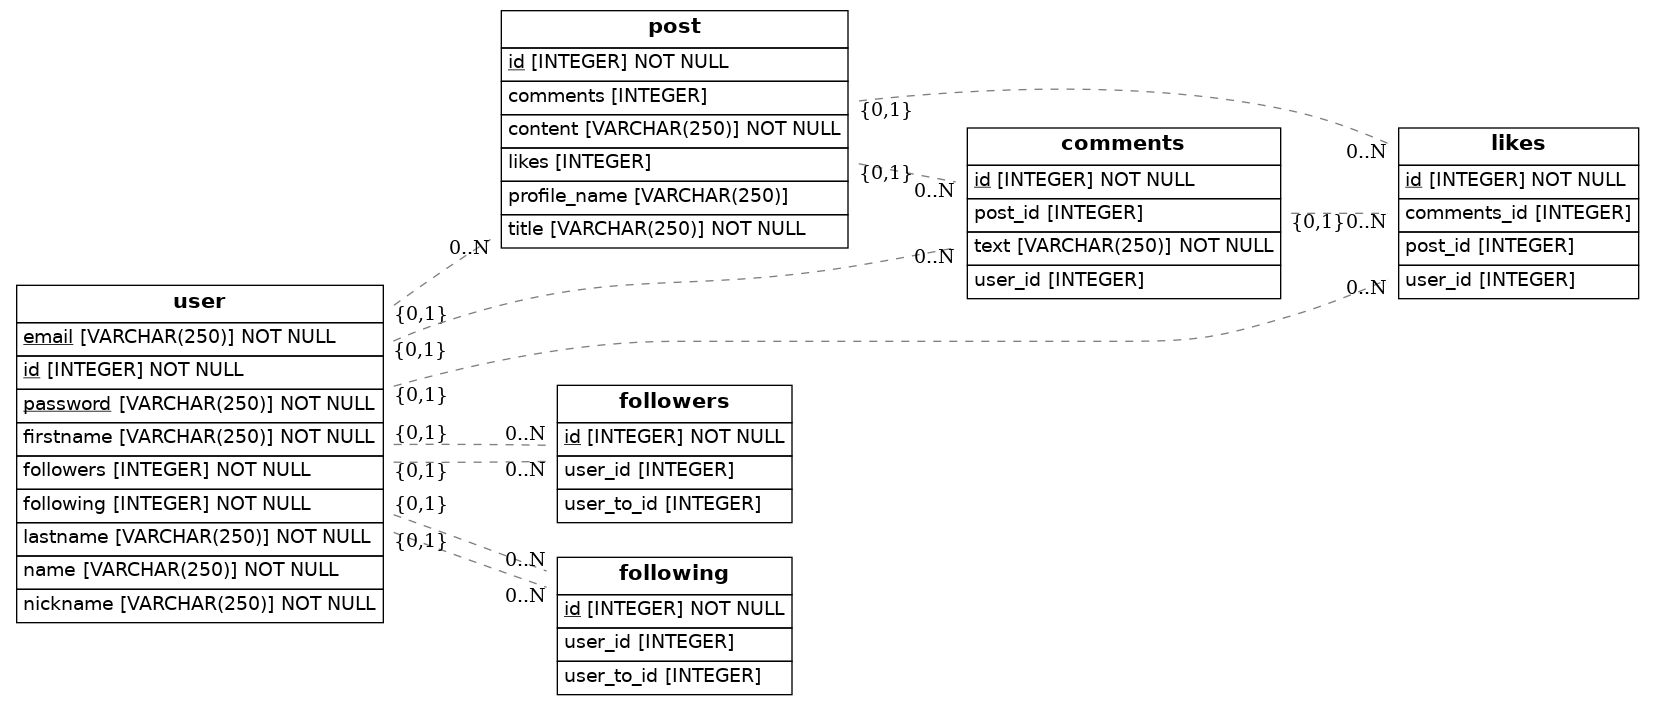 post
id [INTEGER] NOT NULL
comments [INTEGER]
content [VARCHAR(250)] NOT NULL
likes [INTEGER]
profile_name [VARCHAR(250)]
title [VARCHAR(250)] NOT NULL
{0,1}
{0,1}
0..N
comments
id [INTEGER] NOT NULL
post_id [INTEGER]
text [VARCHAR(250)] NOT NULL
user_id [INTEGER]
0..N
0..N
{0,1}
likes
id [INTEGER] NOT NULL
comments_id [INTEGER]
post_id [INTEGER]
user_id [INTEGER]
0..N
0..N
0..N
user
email [VARCHAR(250)] NOT NULL
id [INTEGER] NOT NULL
password [VARCHAR(250)] NOT NULL
firstname [VARCHAR(250)] NOT NULL
followers [INTEGER] NOT NULL
following [INTEGER] NOT NULL
lastname [VARCHAR(250)] NOT NULL
name [VARCHAR(250)] NOT NULL
nickname [VARCHAR(250)] NOT NULL
{0,1}
{0,1}
{0,1}
{0,1}
{0,1}
{0,1}
{0,1}
followers
id [INTEGER] NOT NULL
user_id [INTEGER]
user_to_id [INTEGER]
0..N
0..N
following
id [INTEGER] NOT NULL
user_id [INTEGER]
user_to_id [INTEGER]
0..N
0..N